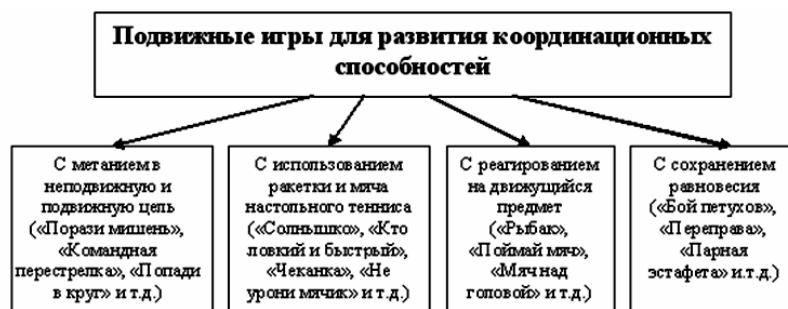 Подвижные игры для развития координационных
способностей
С метанием в
неподвижную и
подвижную цель
(«Порази мишень»,
«Командная
перестрелка», «Попади
в круг» и т.д.)
С использованием
ракетки и мяча
настольного тенниса
(«Солнышко», «Кто
ловкий и быстрый»,
«Чеканка», «Не
урони мячик» и т.д.)
С реагированием
на движущийся
предмет
(«Рыбак»,
«Поймай мяч»,
«Мяч над
головой» и т.д.)
С сохранением
равновесия
(«Бой петухов»,
«Переправа»,
«Парная
эстафета» и.т.д.)